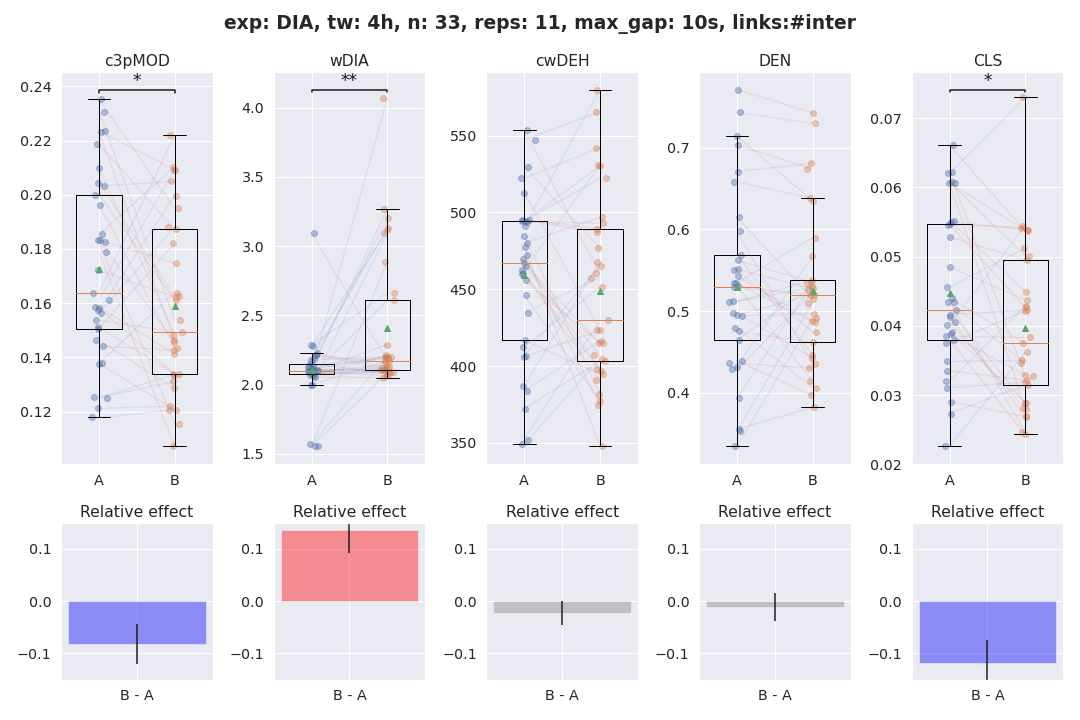 exp: DIA, tw: 4h, n: 33, reps: 11, max_gap: 10s, links:#inter
c3pMOD
wDIA
cwDEH
DEN
CLS
*
**
*
0.24
0.22
0.20
0.18
0.16
0.14
0.12
4.0
3.5
3.0
2.5
2.0
1.5
550
500
450
400
350
0.7
0.6
0.5
0.4
0.07
0.06
0.05
0.04
0.03
0.02
A B
A B
A B
A B
A B
Relative effect
Relative effect
Relative effect
Relative effect
Relative effect
0.1
0.0
−0.1
0.1
0.0
−0.1
0.1
0.0
−0.1
0.1
0.0
−0.1
0.1
0.0
−0.1
B - A
B - A
B - A
B - A
B - A